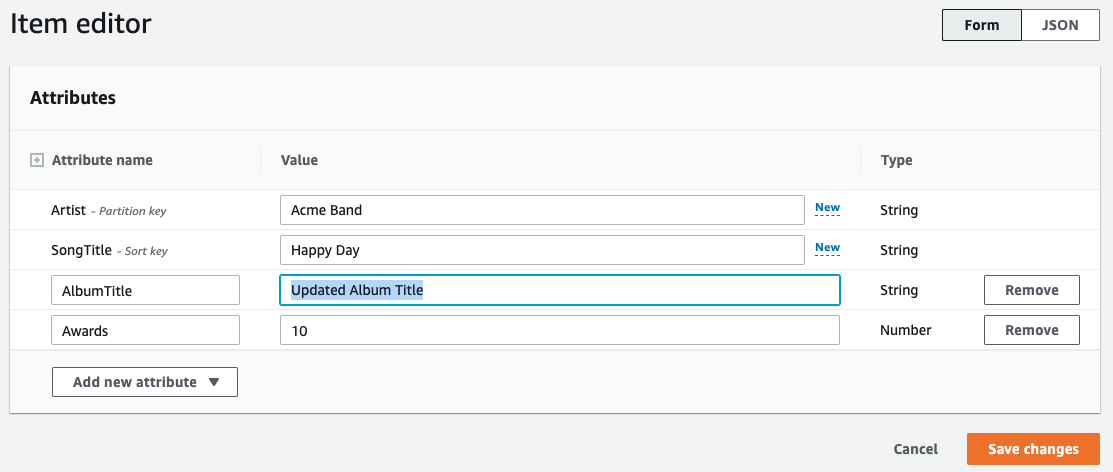 Item editor
Form JSON
Attributes
Attribute name Value Type
Artist - Partition key Acme Band New String
SongTitle - Sort key Happy Day New String
AlbumTitle Updated Album Title String Remove
Awards 10 Number Remove
Add new attribute
Cancel Save changes